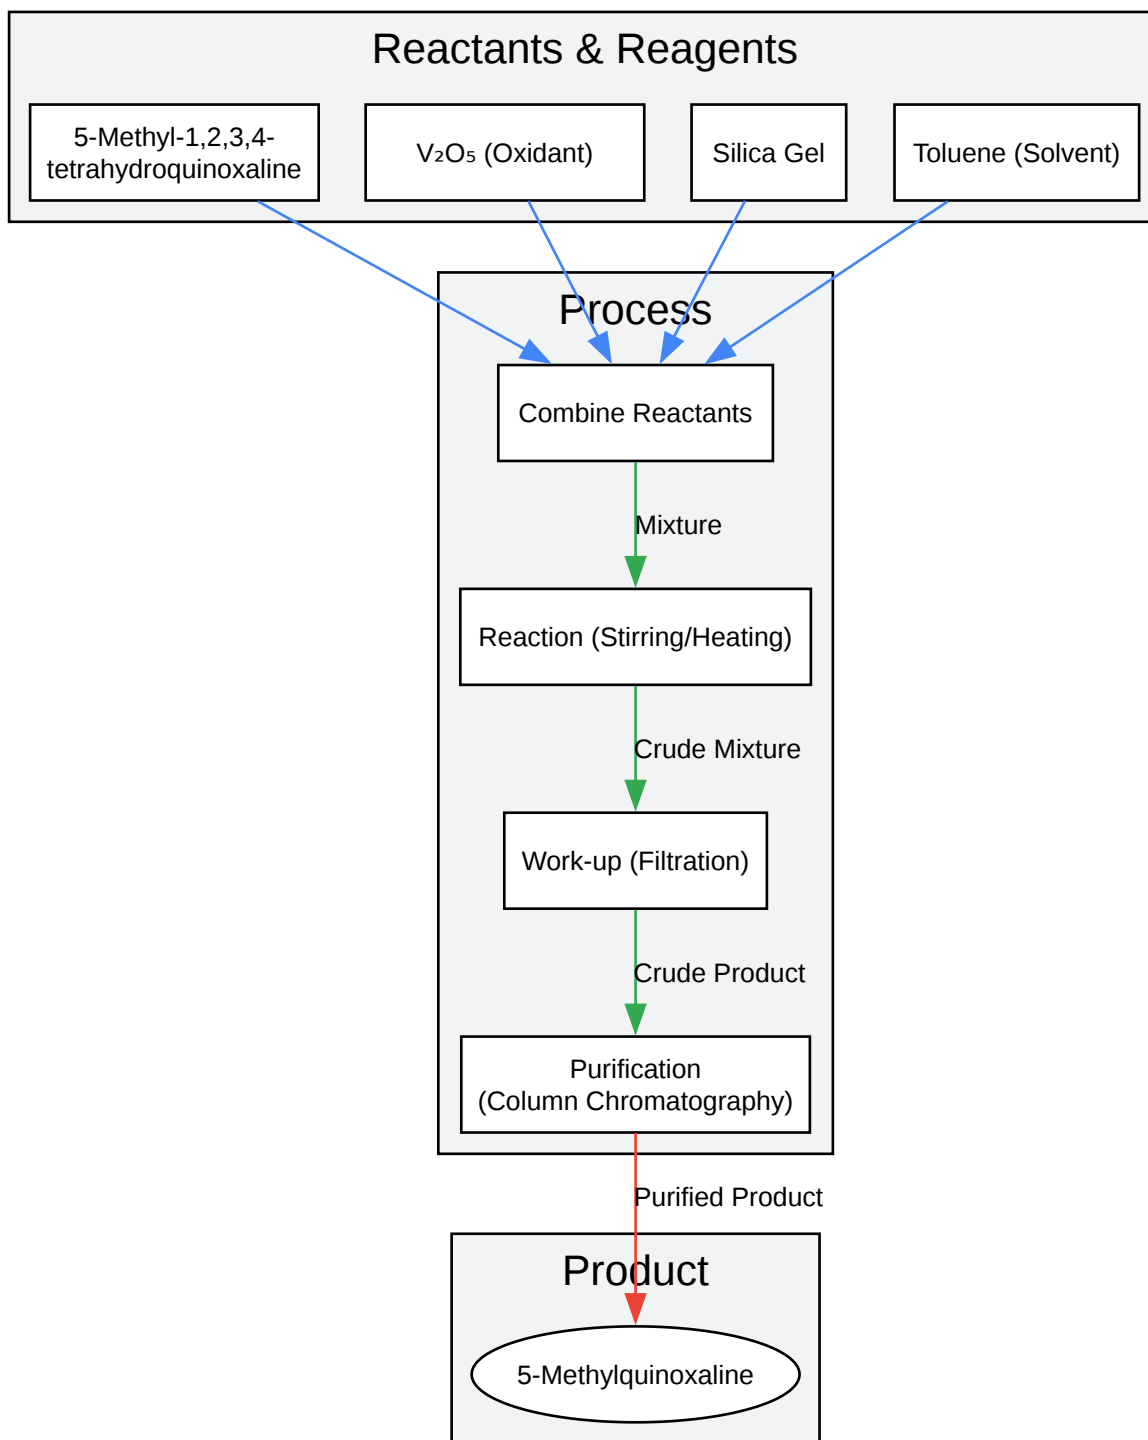 Reactants & Reagents
5-Methyl-1,2,3,4-
tetrahydroquinoxaline
V₂O₅ (Oxidant)
Silica Gel
Toluene (Solvent)
Process
Combine Reactants
Mixture
Reaction (Stirring/Heating)
Crude Mixture
Work-up (Filtration)
Crude Product
Purification
(Column Chromatography)
Purified Product
Product
5-Methylquinoxaline